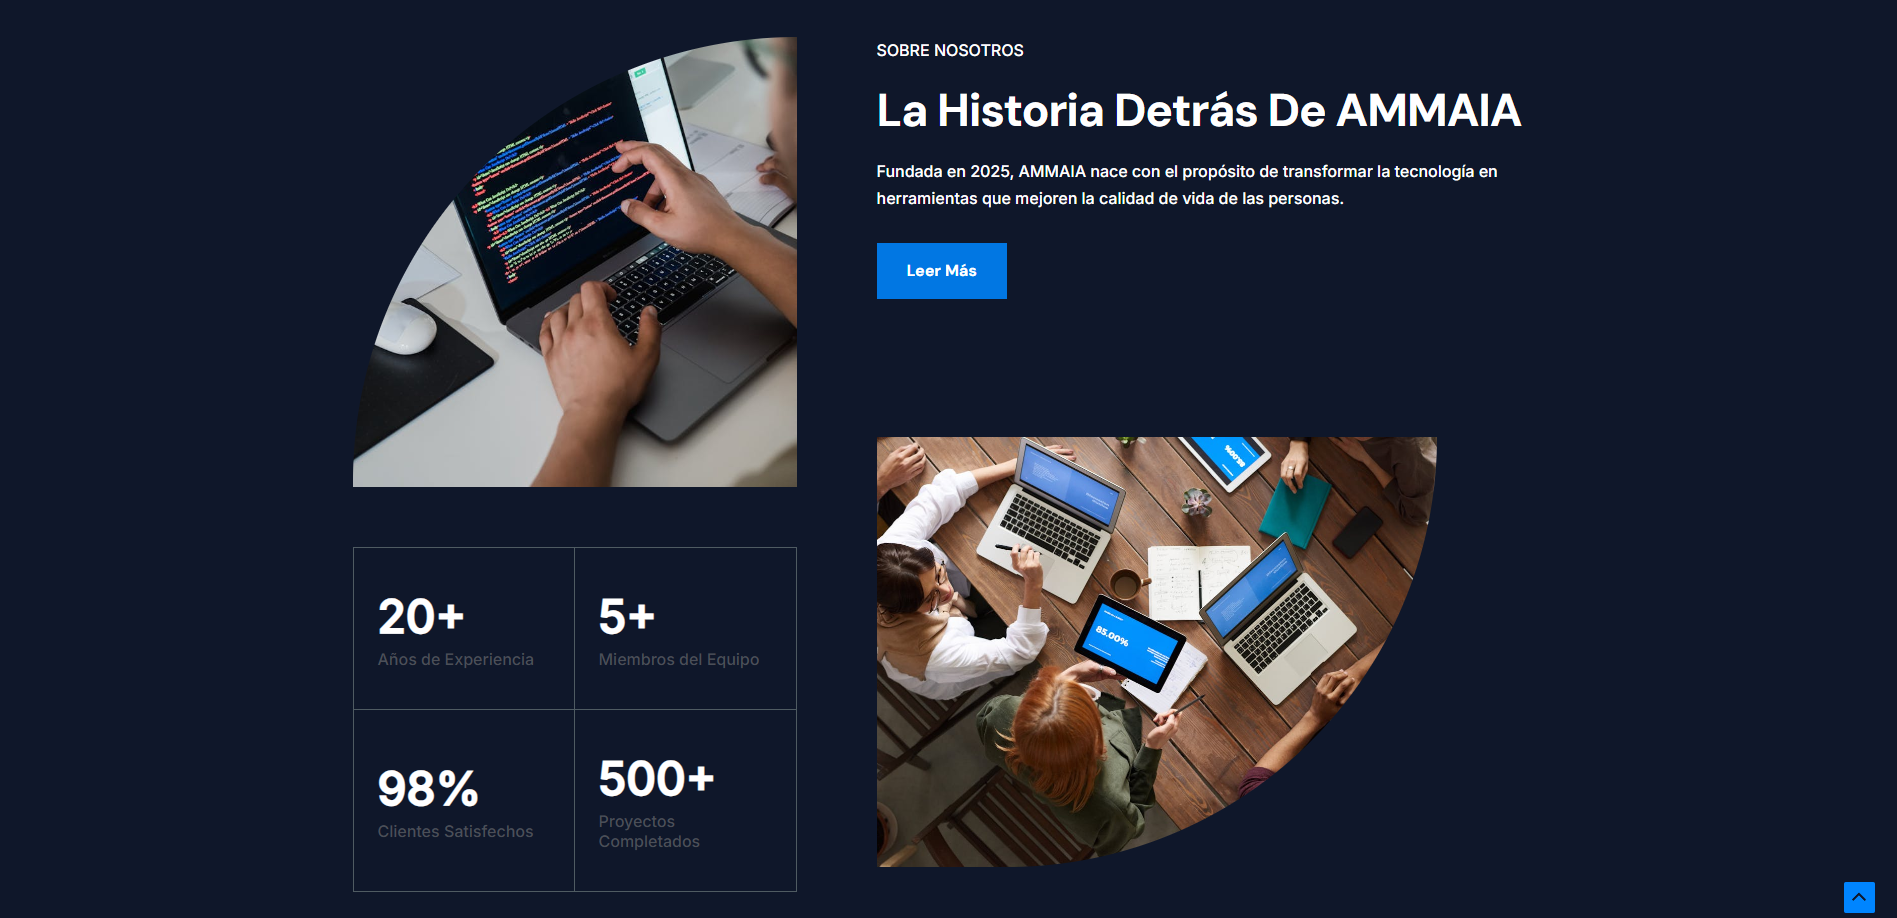 SOBRE NOSOTROS
La Historia Detrás De AMMAIA
Fundada en 2025, AMMAIA nace con el propósito de transformar la tecnología en
herramientas que mejoren la calidad de vida de las personas.
Leer Más
20+
Años de Experiencia
5+
Miembros del Equipo
98%
Clientes Satisfechos
500+
Proyectos
Completados
85.00%